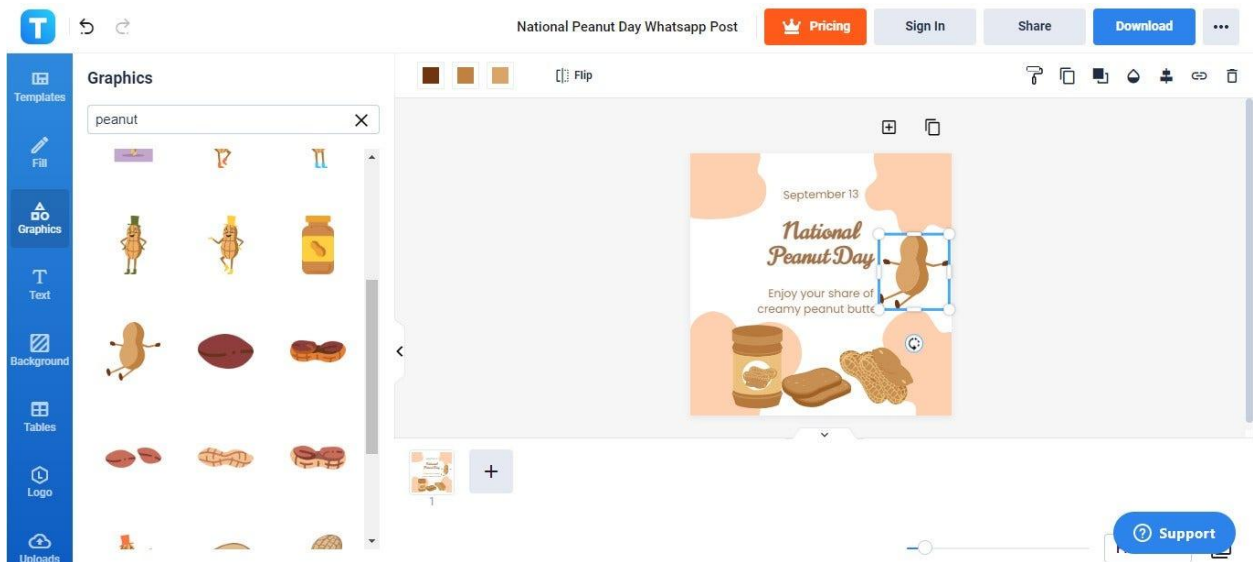 T
National Peanut Day Whatsapp Post
Pricing
Sign In
Share
Download
Templates
Fill
Graphics
Text
Background
Tables
Logo
Uploads
Graphics
peanut
Flip
September 13
National
Peanut Day
Enjoy your share of
creamy peanut butte
1
Support